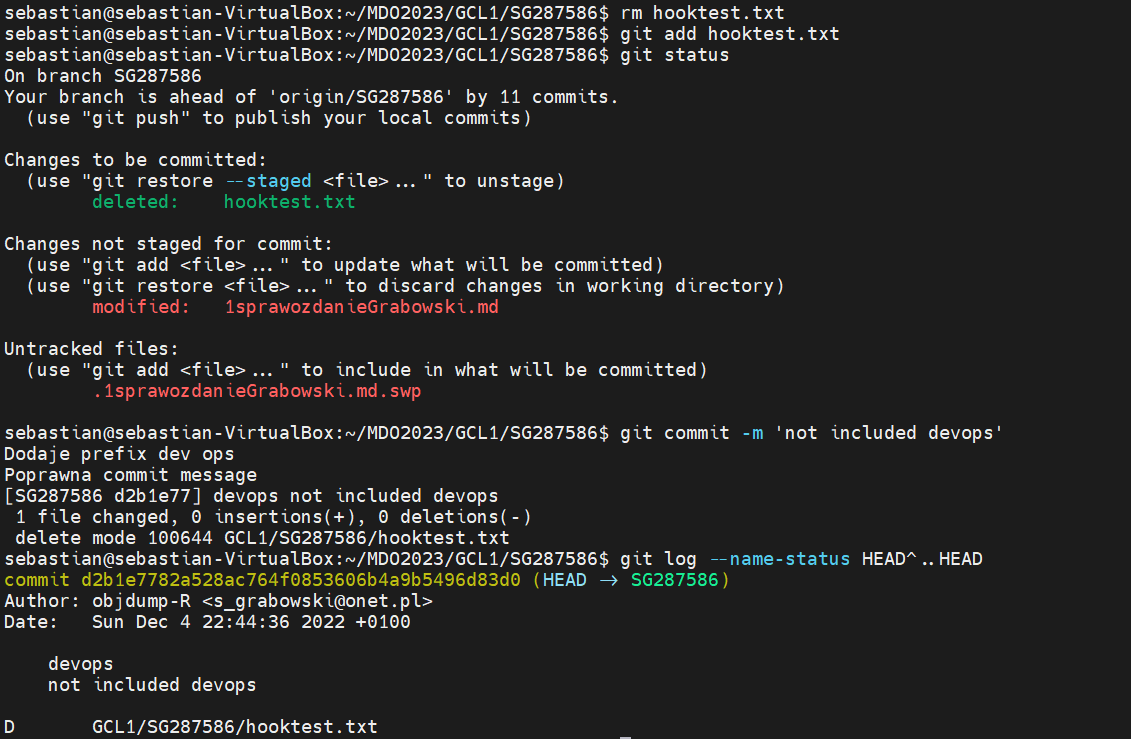 sebastian@sebastian-VirtualBox:~/MDO2023/GCL1/SG287586$ rm hooktest.txt
sebastian@sebastian-VirtualBox:~/MDO2023/GCL1/SG287586$ git add hooktest.txt
sebastian@sebastian-VirtualBox:~/MDO2023/GCL1/SG287586$ git status
On branch SG287586
Your branch is ahead of 'origin/SG287586' by 11 commits.
  (use "git push" to publish your local commits)

Changes to be committed:
  (use "git restore --staged <file>..." to unstage)
        deleted:    hooktest.txt

Changes not staged for commit:
  (use "git add <file>..." to update what will be committed)
  (use "git restore <file>..." to discard changes in working directory)
        modified:   1sprawozdanieGrabowski.md

Untracked files:
  (use "git add <file>..." to include in what will be committed)
        .1sprawozdanieGrabowski.md.swp

sebastian@sebastian-VirtualBox:~/MDO2023/GCL1/SG287586$ git commit -m 'not included devops'
Dodaje prefix dev ops
Poprawna commit message
[SG287586 d2b1e77] devops not included devops
 1 file changed, 0 insertions(+), 0 deletions(-)
 delete mode 100644 GCL1/SG287586/hooktest.txt
sebastian@sebastian-VirtualBox:~/MDO2023/GCL1/SG287586$ git log --name-status HEAD^..HEAD
commit d2b1e7782a528ac764f0853606b4a9b5496d83d0 (HEAD -> SG287586)
Author: objdump-R <s_grabowski@onet.pl>
Date:   Sun Dec 4 22:44:36 2022 +0100

    devops
    not included devops

D       GCL1/SG287586/hooktest.txt